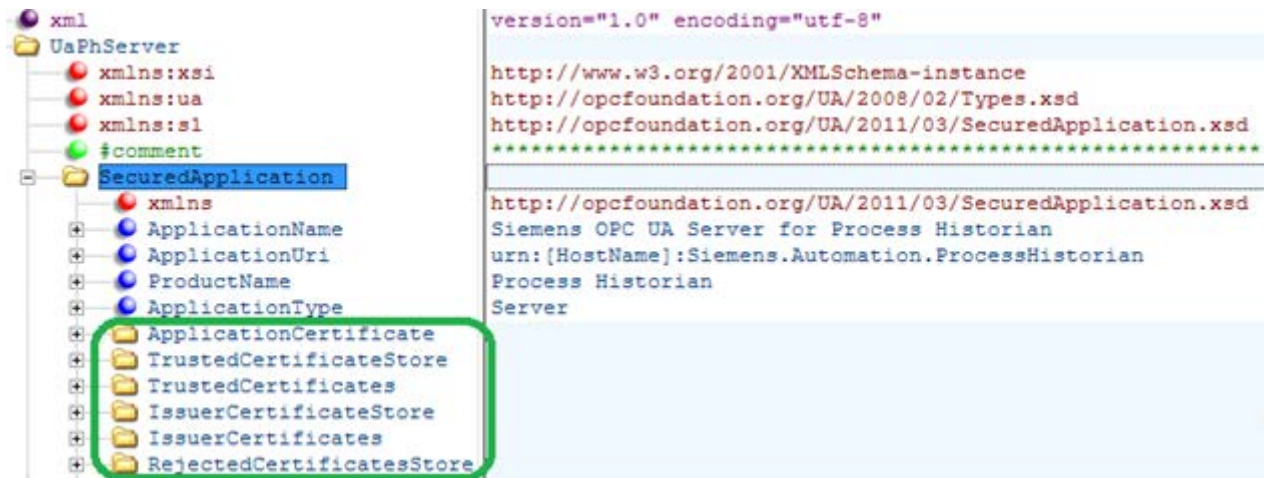 xml version="1.0" encoding="utf-8"
UaPhServer
xmlns:xsi http://www.w3.org/2001/XMLSchema-instance
xmlns:ua http://opcfoundation.org/UA/2008/02/Types.xsd
xmlns:s1 http://opcfoundation.org/UA/2011/03/SecuredApplication.xsd
#comment ***********************************************************
SecuredApplication
xmlns http://opcfoundation.org/UA/2011/03/SecuredApplication.xsd
ApplicationName Siemens OPC UA Server for Process Historian
ApplicationUri urn:[HostName]:Siemens.Automation.ProcessHistorian
ProductName Process Historian
ApplicationType Server
ApplicationCertificate
TrustedCertificateStore
TrustedCertificates
IssuerCertificateStore
IssuerCertificates
RejectedCertificatesStore